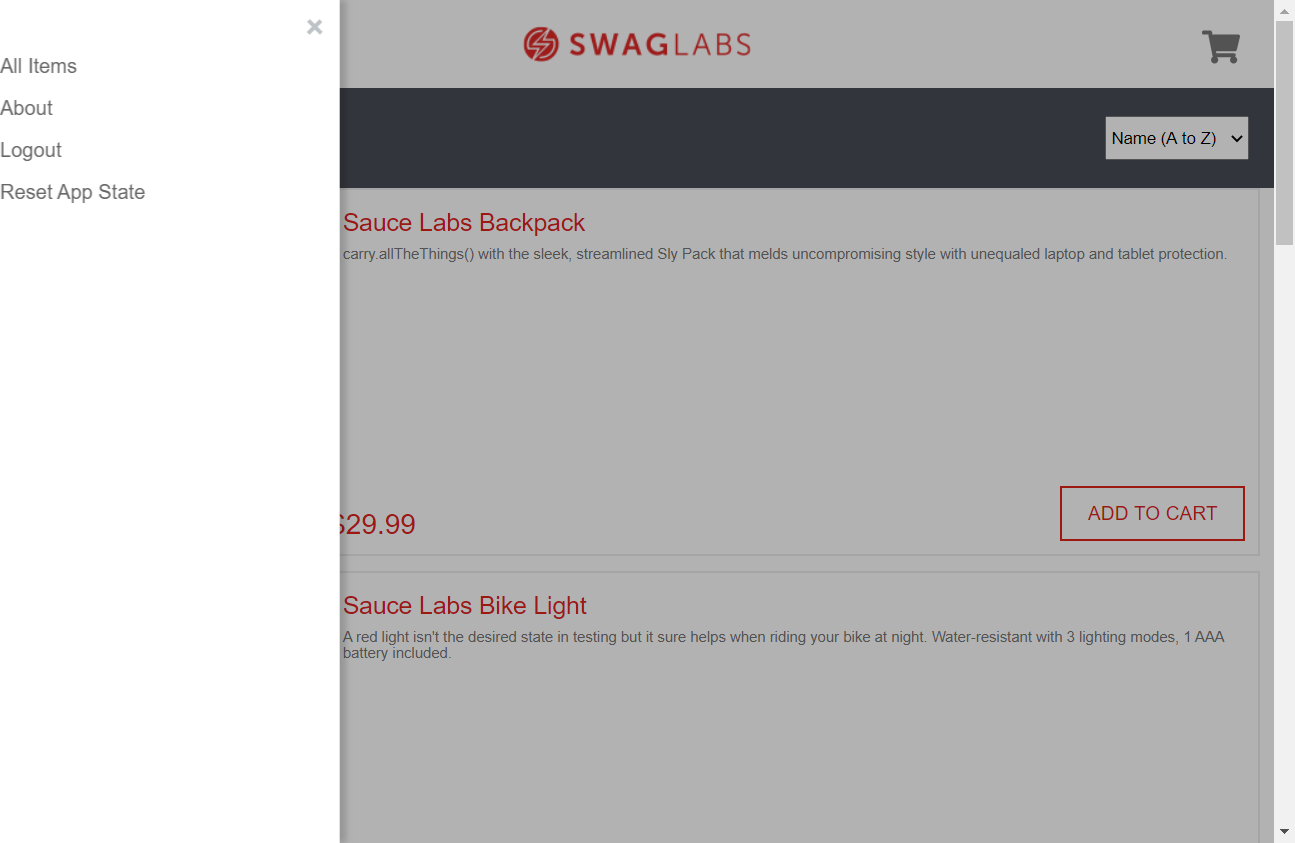 All Items
About
Logout
Reset App State
SWAGLABS
Name (A to Z)
Sauce Labs Backpack
carry.allTheThings() with the sleek, streamlined Sly Pack that melds uncompromising style with unequaled laptop and tablet protection.
$29.99
ADD TO CART
Sauce Labs Bike Light
A red light isn't the desired state in testing but it sure helps when riding your bike at night. Water-resistant with 3 lighting modes, 1 AAA
battery included.